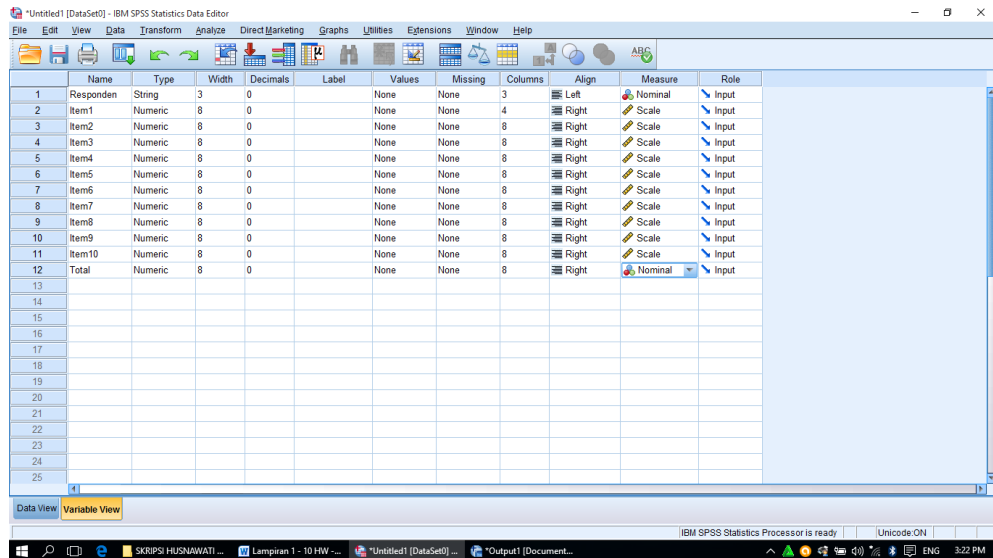 *Untitled1 [DataSet0] - IBM SPSS Statistics Data Editor
File Edit View Data Transform Analyze Direct Marketing Graphs Utilities Extensions Window Help
Name Type Width Decimals Label Values Missing Columns Align Measure Role
1 Responden String 3 0 None None 3 Left Nominal Input
2 Item1 Numeric 8 0 None None 4 Right Scale Input
3 Item2 Numeric 8 0 None None 8 Right Scale Input
4 Item3 Numeric 8 0 None None 8 Right Scale Input
5 Item4 Numeric 8 0 None None 8 Right Scale Input
6 Item5 Numeric 8 0 None None 8 Right Scale Input
7 Item6 Numeric 8 0 None None 8 Right Scale Input
8 Item7 Numeric 8 0 None None 8 Right Scale Input
9 Item8 Numeric 8 0 None None 8 Right Scale Input
10 Item9 Numeric 8 0 None None 8 Right Scale Input
11 Item10 Numeric 8 0 None None 8 Right Scale Input
12 Total Numeric 8 0 None None 8 Right Nominal Input
13
14
15
16
17
18
19
20
21
22
23
24
25
Data View Variable View
IBM SPSS Statistics Processor is ready Unicode:ON
SKRIPSI HUSNAWATI ... Lampiran 1 - 10 HW -... *Untitled1 [DataSet0] ... *Output1 [Document... ENG 3:22 PM